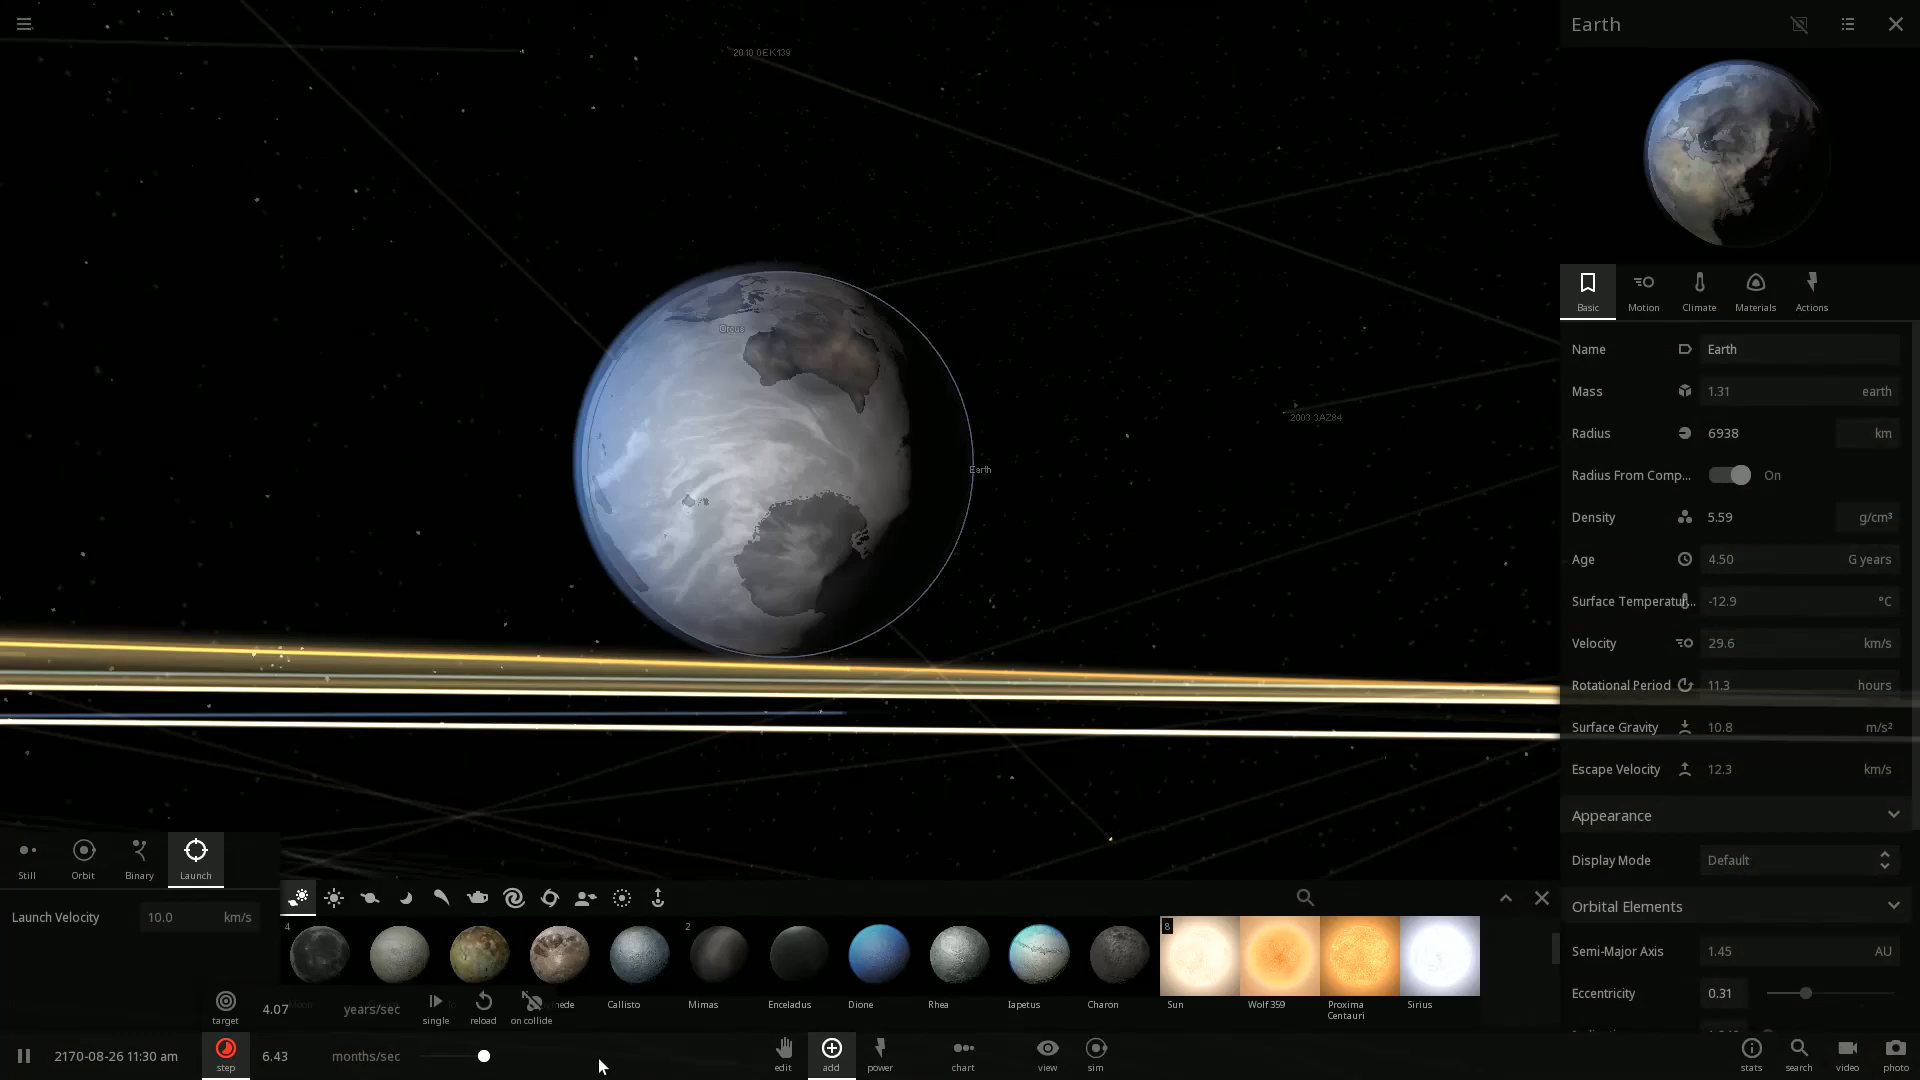 Earth
2010 0EK139
Orcus
2003 3AZ84
Earth
Basic
Motion
Climate
Materials
Actions
Name
Earth
Mass
1.31
earth
Radius
6938
km
Radius From Comp...
On
Density
5.59
g/cm³
Age
4.50
G years
Surface Temperatur...
-12.9
°C
Velocity
29.6
km/s
Rotational Period
11.3
hours
Surface Gravity
10.8
m/s²
Escape Velocity
12.3
km/s
Appearance
Display Mode
Default
Orbital Elements
Semi-Major Axis
1.45
AU
Eccentricity
0.31
Still
Orbit
Binary
Launch
Launch Velocity
10.0
km/s
4
2
8
nede
Callisto
Mimas
Enceladus
Dione
Rhea
Iapetus
Charon
Sun
Wolf 359
Proxima
Centauri
Sirius
target
4.07
years/sec
single
reload
on collide
2170-08-26 11:30 am
step
6.43
months/sec
edit
add
power
chart
view
sim
stats
search
video
photo